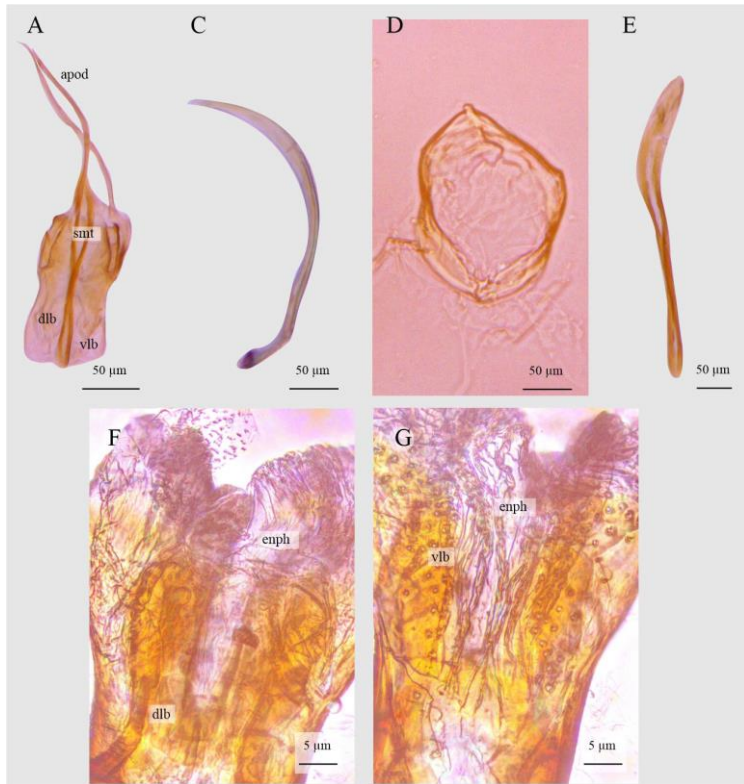 A
C
D
E
apod
smt
dlb
vlb
50 µm
50 µm
50 µm
50 µm
F
G
enph
enph
vlb
dlb
5 µm
5 µm